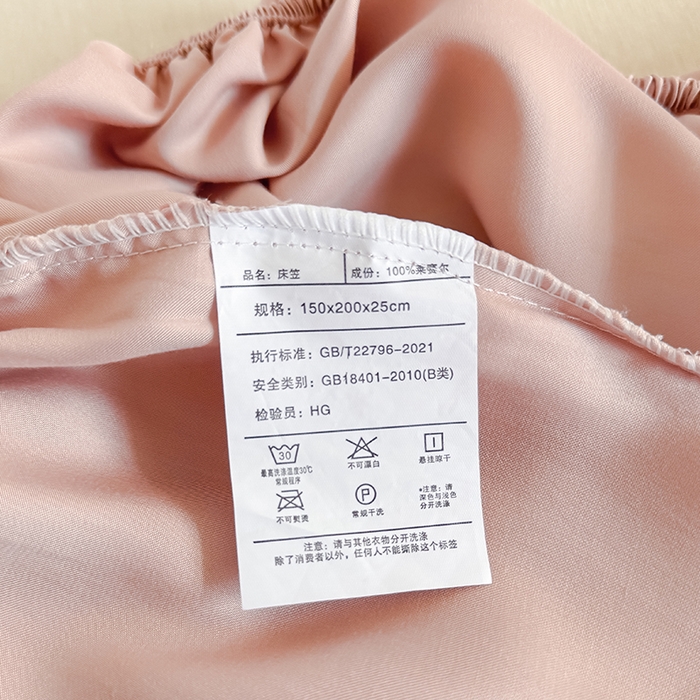 品名：床笠 成份：100%莱赛尔
规格：150x200x25cm
执行标准：GB/T22796-2021
安全类别：GB18401-2010(B类)
检验员：HG
30
最高洗涤温度30℃
常规程序
不可漂白
悬挂晾干
不可熨烫
P
常规干洗
*注意：请
深色与浅色
分开洗涤
注意：请与其他衣物分开洗涤
除了消费者以外，任何人不能撕除这个标签